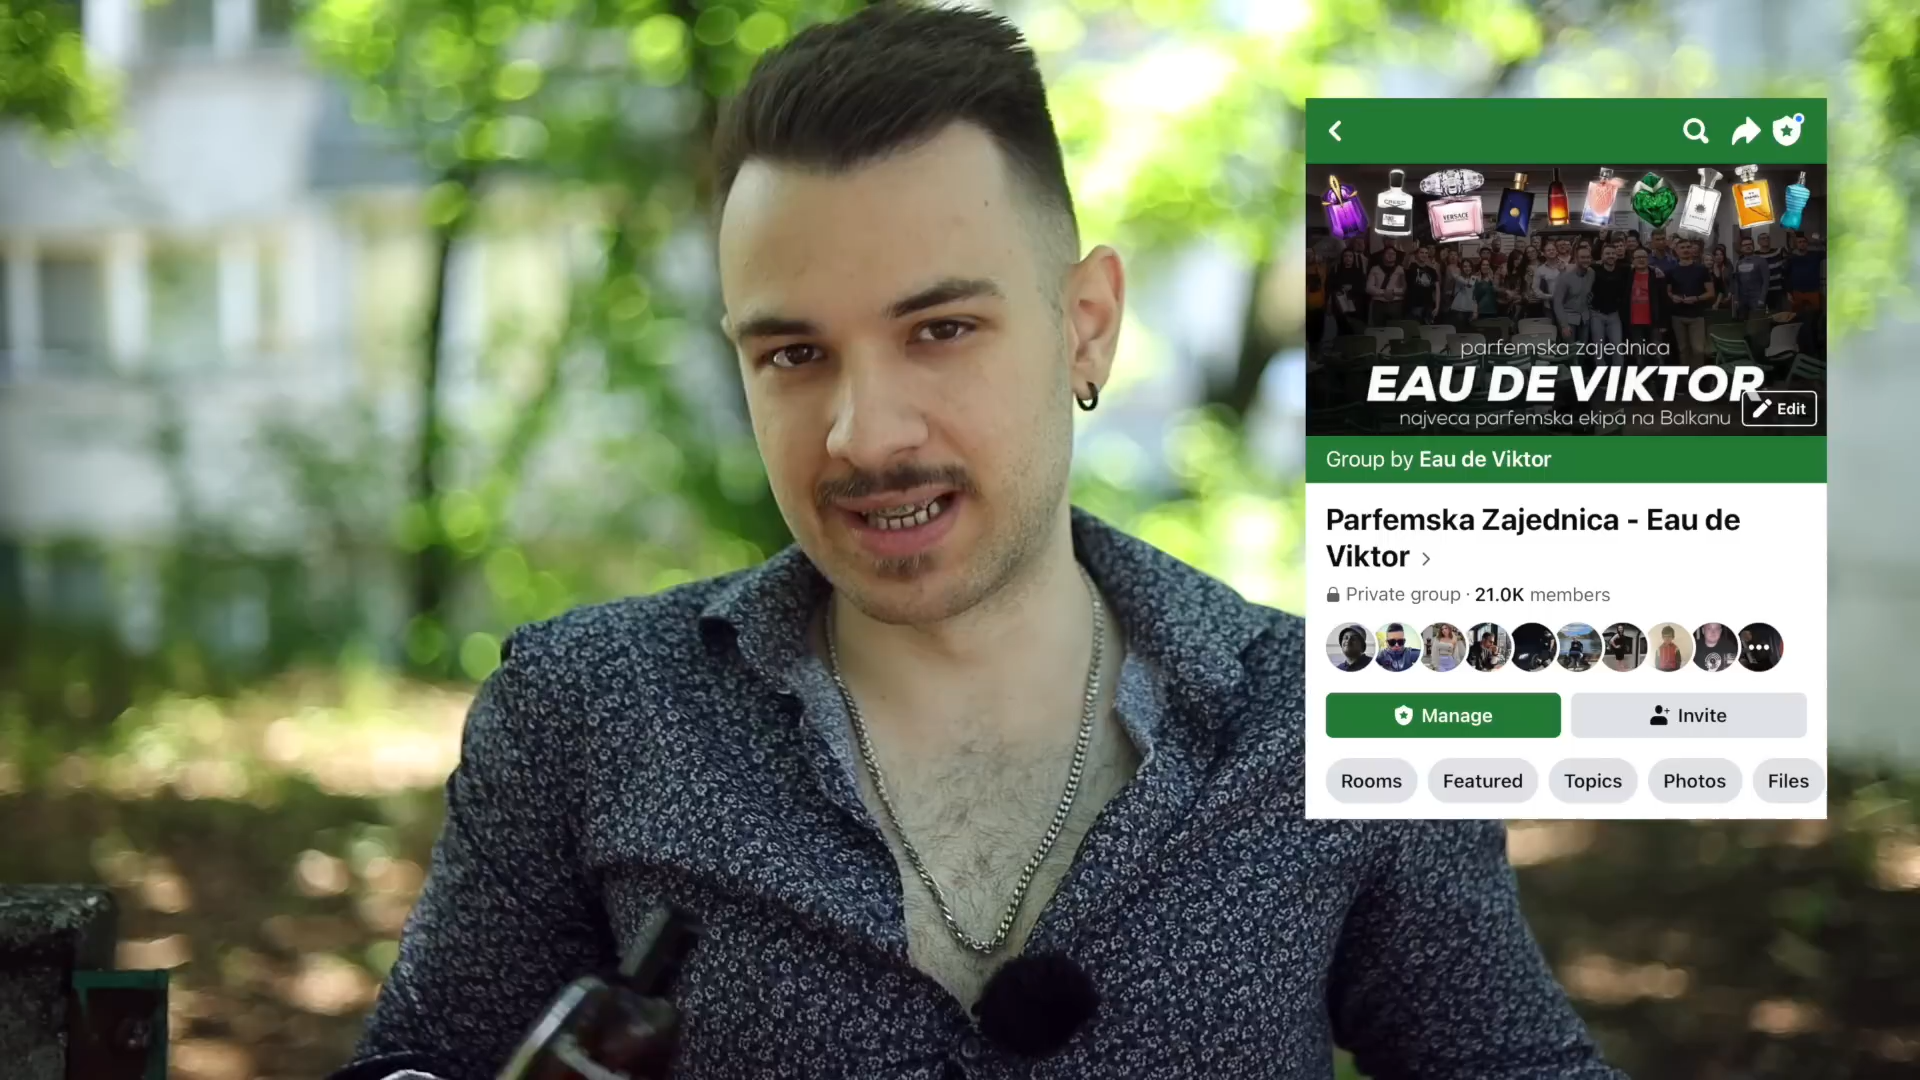 VERSACE
parfemska zajednica
EAU DE VIKTOR
najveca parfemska ekipa na Balkanu
Edit
Group by Eau de Viktor
Parfemska Zajednica - Eau de
Viktor
Private group · 21.0K members
Manage
Invite
Rooms
Featured
Topics
Photos
Files